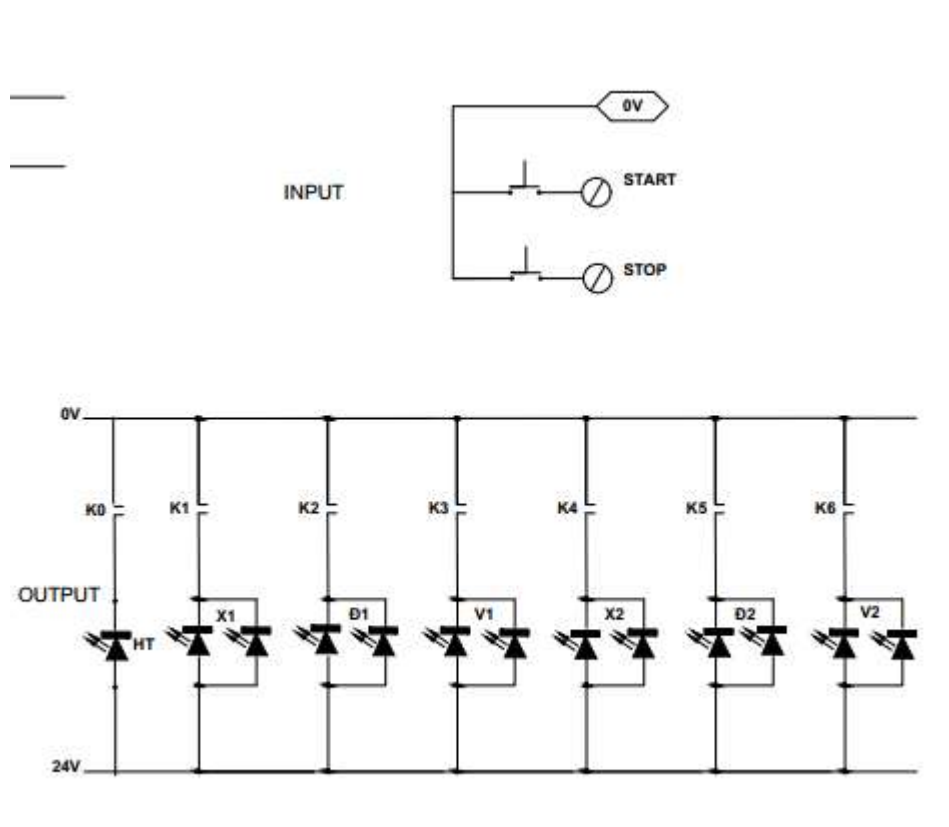 0V
START
INPUT
STOP
0V
K0 K1 K2 K3 K4 K5 K6
OUTPUT
X1 Đ1 V1 X2 Đ2 V2
HT
24V